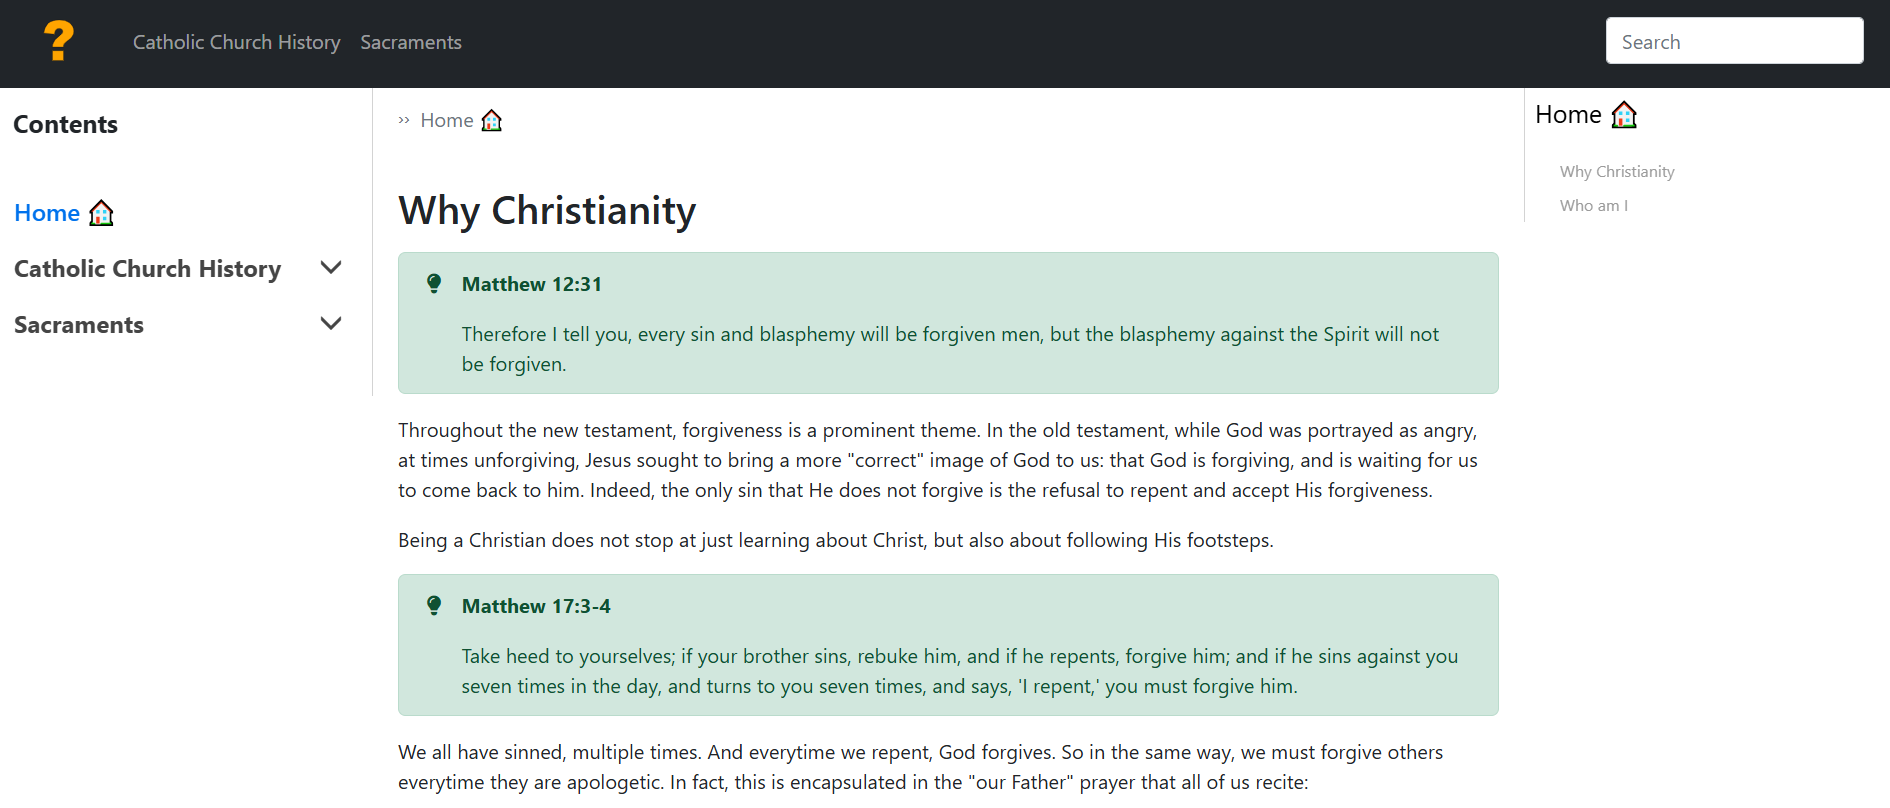 ?
Catholic Church History
Sacraments
Search
Contents
Home
Catholic Church History
Sacraments
›› Home
Why Christianity
Matthew 12:31
Therefore I tell you, every sin and blasphemy will be forgiven men, but the blasphemy against the Spirit will not
be forgiven.
Throughout the new testament, forgiveness is a prominent theme. In the old testament, while God was portrayed as angry,
at times unforgiving, Jesus sought to bring a more "correct" image of God to us: that God is forgiving, and is waiting for us
to come back to him. Indeed, the only sin that He does not forgive is the refusal to repent and accept His forgiveness.
Being a Christian does not stop at just learning about Christ, but also about following His footsteps.
Matthew 17:3-4
Take heed to yourselves; if your brother sins, rebuke him, and if he repents, forgive him; and if he sins against you
seven times in the day, and turns to you seven times, and says, 'I repent,' you must forgive him.
We all have sinned, multiple times. And everytime we repent, God forgives. So in the same way, we must forgive others
everytime they are apologetic. In fact, this is encapsulated in the "our Father" prayer that all of us recite:
Home
Why Christianity
Who am I